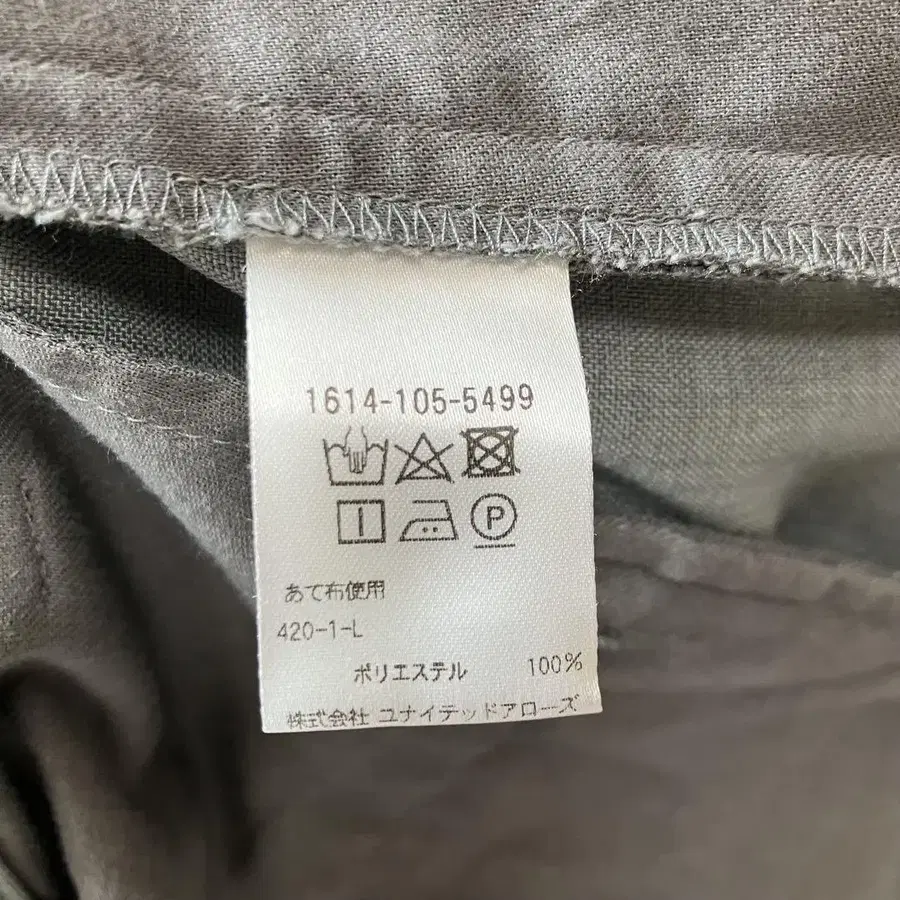 1614-105-5499
P
あて布使用
420-1-L
ポリエステル 100%
株式会社 ユナイテッドアローズ